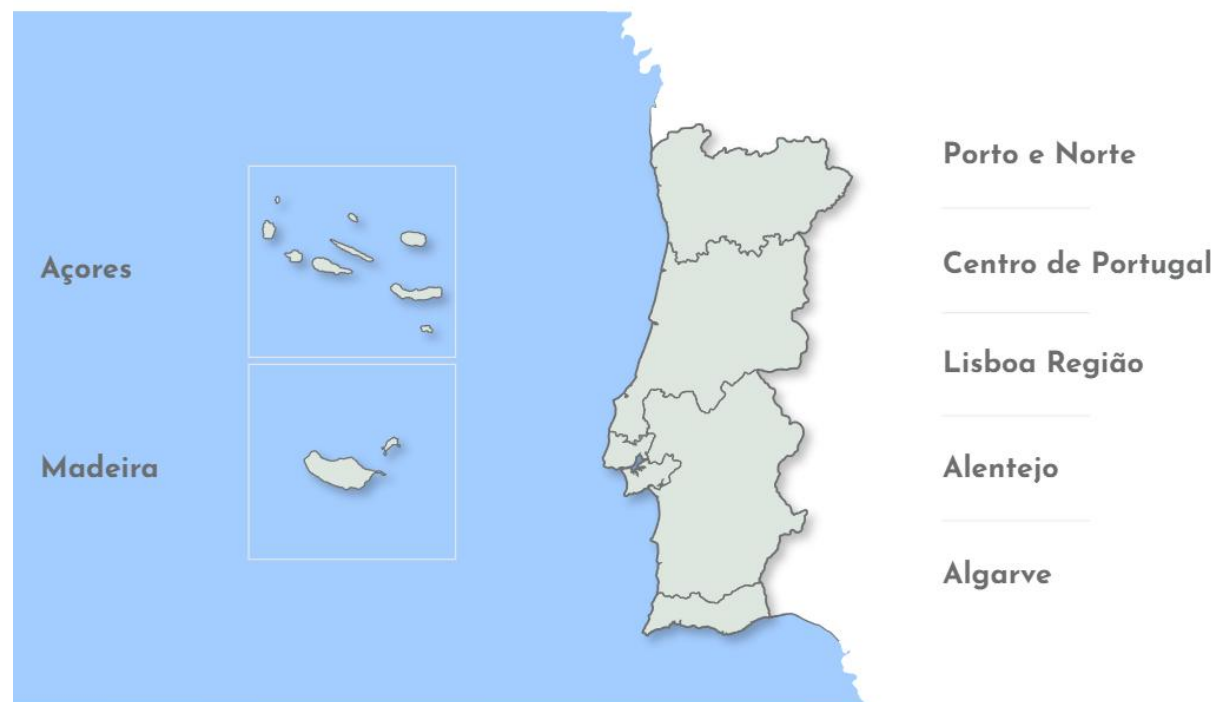 Açores
Madeira
Porto e Norte
Centro de Portugal
Lisboa Região
Alentejo
Algarve